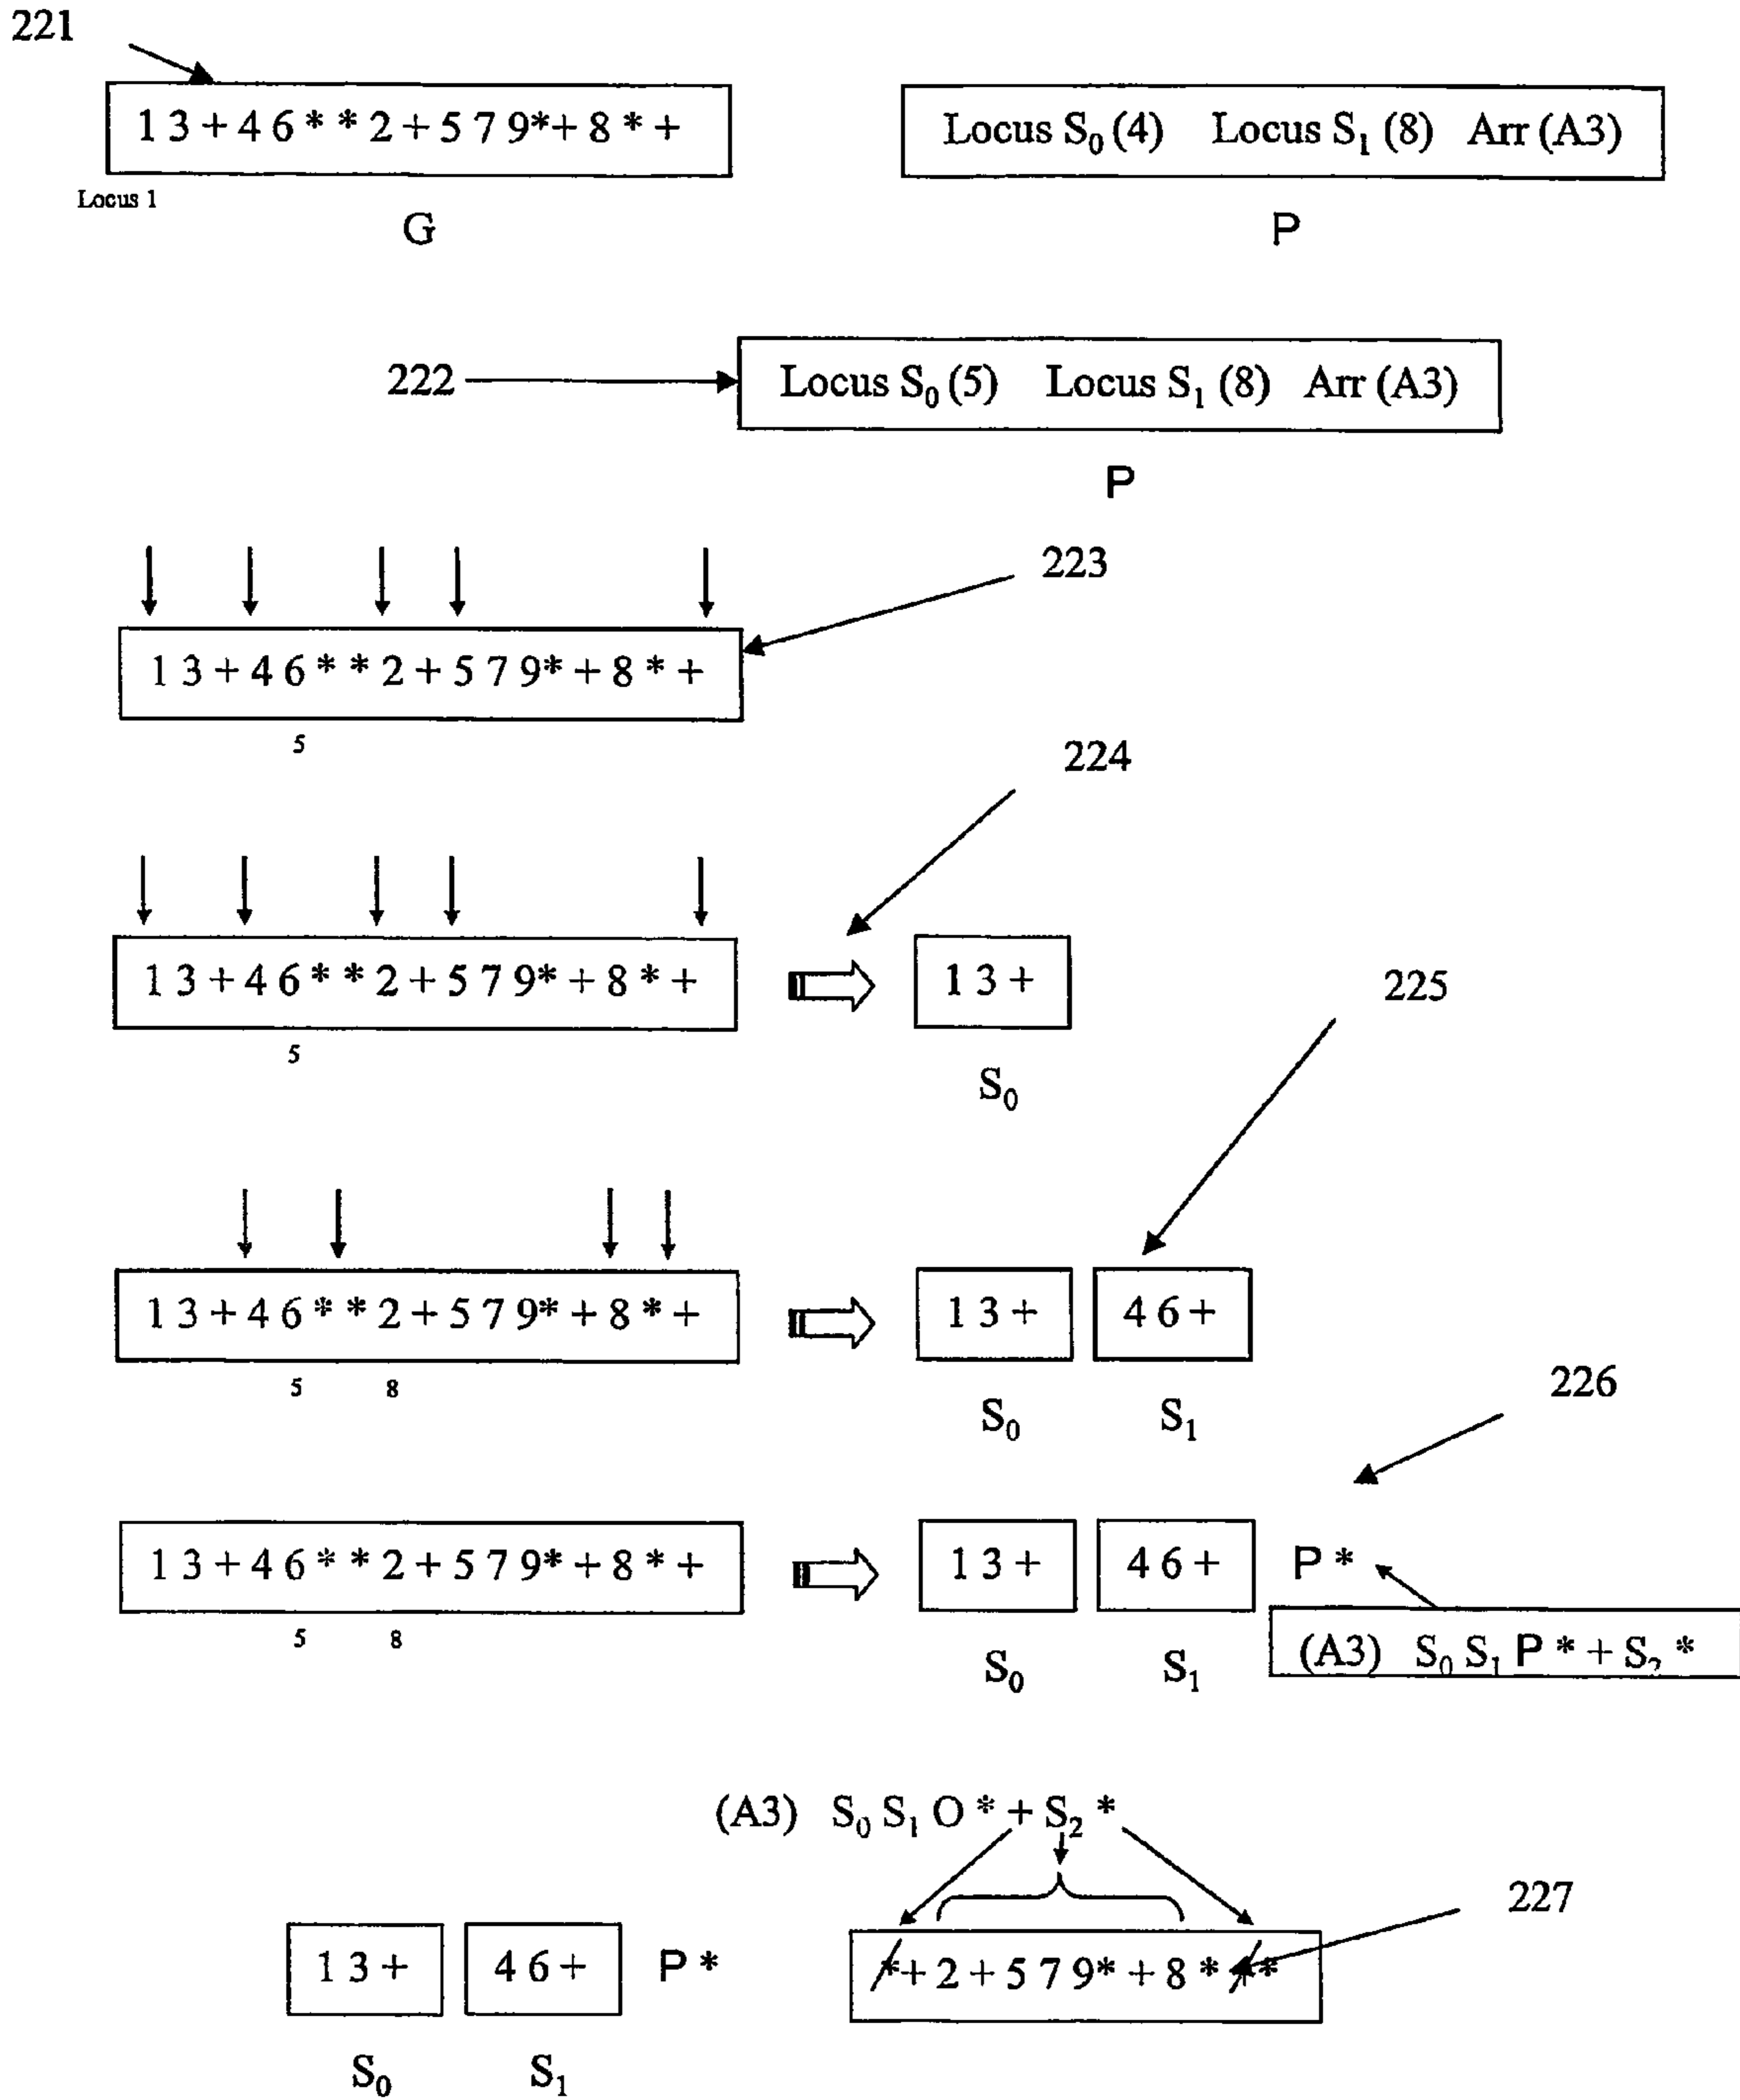 221
1 3 + 4 6 * * 2 + 5 7 9* + 8 * +
Locus S₀ (4) Locus S₁ (8) Arr (A3)
Locus 1
G
P
222
Locus S₀ (5) Locus S₁ (8) Arr (A3)
P
223
1 3 + 4 6 * * 2 + 5 7 9* + 8 * +
5
224
1 3 + 4 6 * * 2 + 5 7 9* + 8 * +
1 3 +
5
S₀
225
1 3 + 4 6 * * 2 + 5 7 9* + 8 * +
1 3 +
4 6 +
5 8
S₀ S₁
226
1 3 + 4 6 * * 2 + 5 7 9* + 8 * +
1 3 +
4 6 +
P *
5 8
S₀ S₁
(A3) S₀ S₁ P * + S₂ *
(A3) S₀ S₁ O * + S₂ *
227
1 3 +
4 6 +
P *
*+ 2 + 5 7 9* + 8 * +*
S₀ S₁